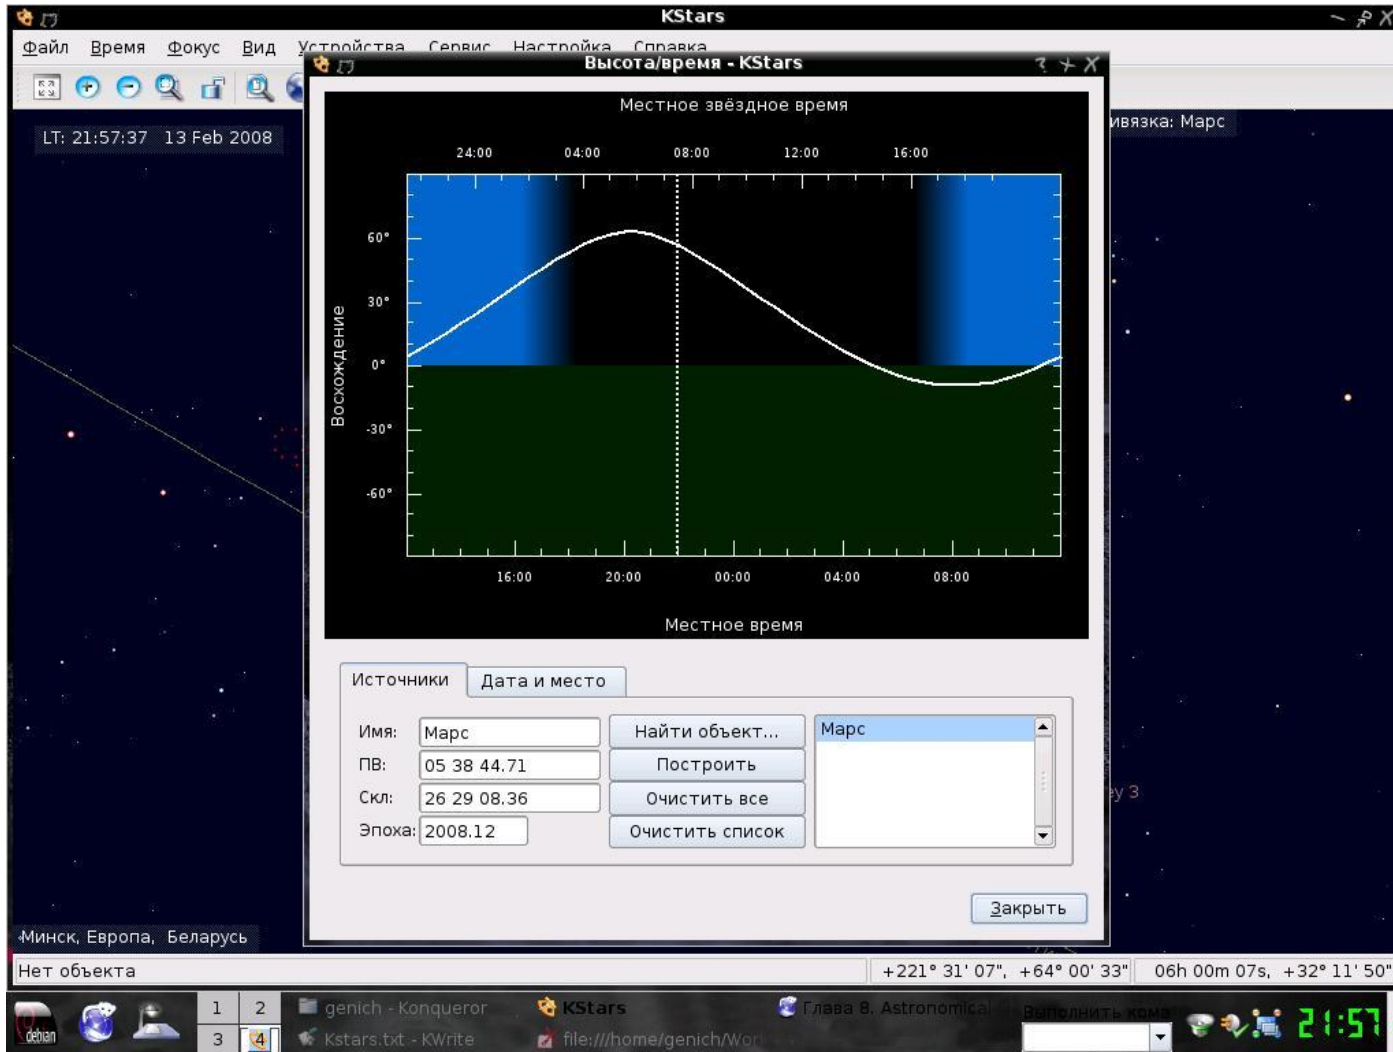 KStars
Файл Время Фокус Вид Устройства Сервис Настройка Справка
Высота/время - KStars
LT: 21:57:37 13 Feb 2008
ивязка: Марс
Местное звёздное время
24:00 04:00 08:00 12:00 16:00
60°
30°
0°
-30°
-60°
Восхождение
16:00 20:00 00:00 04:00 08:00
Местное время
Источники Дата и место
Имя: Марс Найти объект... Марс
ПВ: 05 38 44.71 Построить
Скл: 26 29 08.36 Очистить все
Эпоха: 2008.12 Очистить список
ey 3
Закрыть
Минск, Европа, Беларусь
Нет объекта +221° 31' 07", +64° 00' 33" 06h 00m 07s, +32° 11' 50"
debian 1 2 genich - Konqueror KStars Глава 8. Astronomical Выполнить кома 21:57
3 4 Kstars.txt - KWrite file:///home/genich/Wor